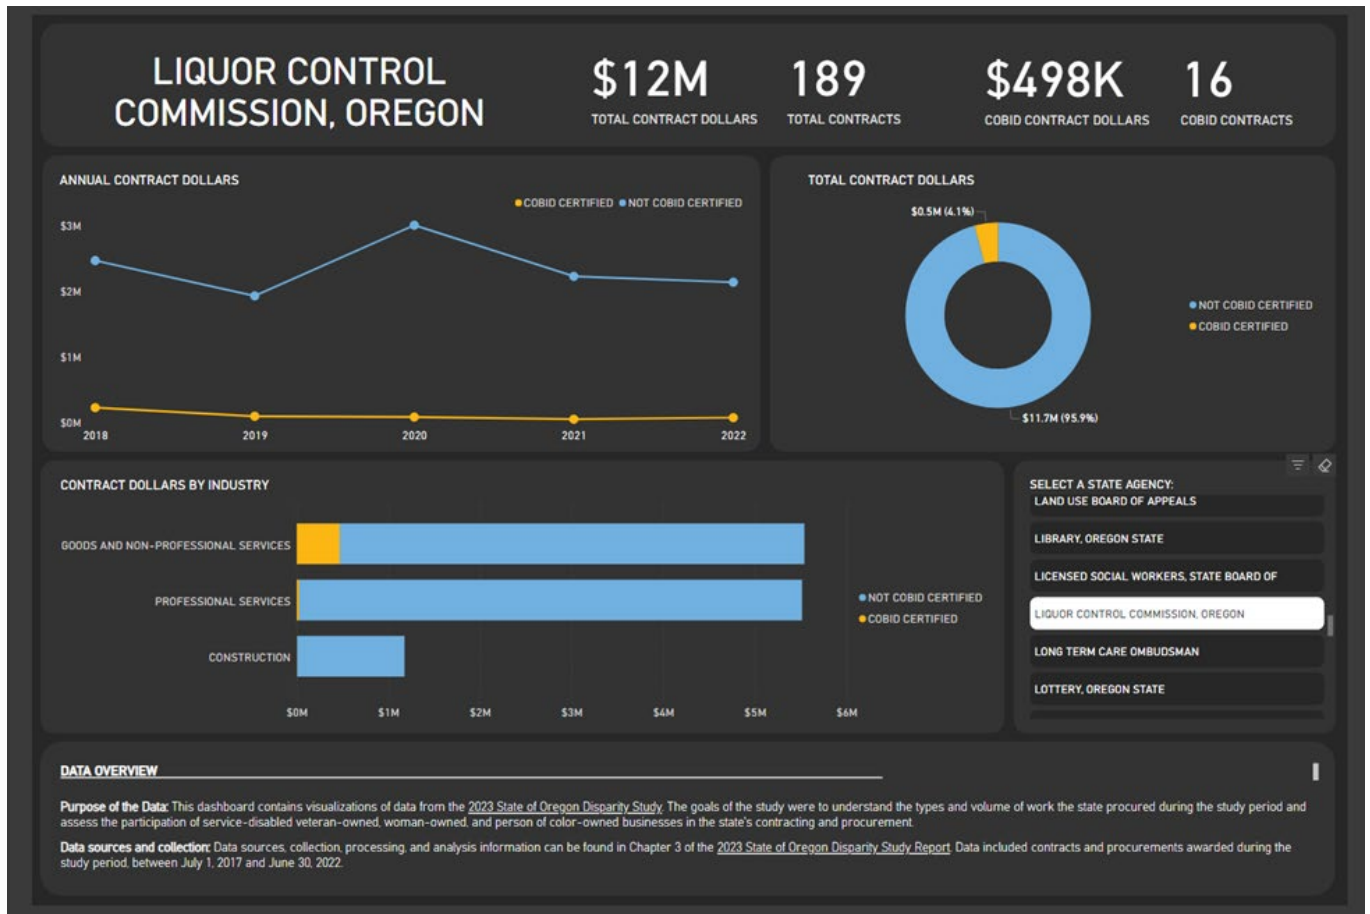 LIQUOR CONTROL
COMMISSION, OREGON
$12M
TOTAL CONTRACT DOLLARS
189
TOTAL CONTRACTS
$498K
COBID CONTRACT DOLLARS
16
COBID CONTRACTS
ANNUAL CONTRACT DOLLARS
COBID CERTIFIED NOT COBID CERTIFIED
$3M
$2M
$1M
$0M
2018 2019 2020 2021 2022
TOTAL CONTRACT DOLLARS
$0.5M (4.1%)
NOT COBID CERTIFIED
COBID CERTIFIED
$11.7M (95.9%)
CONTRACT DOLLARS BY INDUSTRY
GOODS AND NON-PROFESSIONAL SERVICES
PROFESSIONAL SERVICES
CONSTRUCTION
NOT COBID CERTIFIED
COBID CERTIFIED
$0M $1M $2M $3M $4M $5M $6M
SELECT A STATE AGENCY:
LAND USE BOARD OF APPEALS
LIBRARY, OREGON STATE
LICENSED SOCIAL WORKERS, STATE BOARD OF
LIQUOR CONTROL COMMISSION, OREGON
LONG TERM CARE OMBUDSMAN
LOTTERY, OREGON STATE
DATA OVERVIEW
Purpose of the Data: This dashboard contains visualizations of data from the 2023 State of Oregon Disparity Study. The goals of the study were to understand the types and volume of work the state procured during the study period and
assess the participation of service-disabled veteran-owned, woman-owned, and person of color-owned businesses in the state's contracting and procurement.
Data sources and collection: Data sources, collection, processing, and analysis information can be found in Chapter 3 of the 2023 State of Oregon Disparity Study Report. Data included contracts and procurements awarded during the
study period, between July 1, 2017 and June 30, 2022.